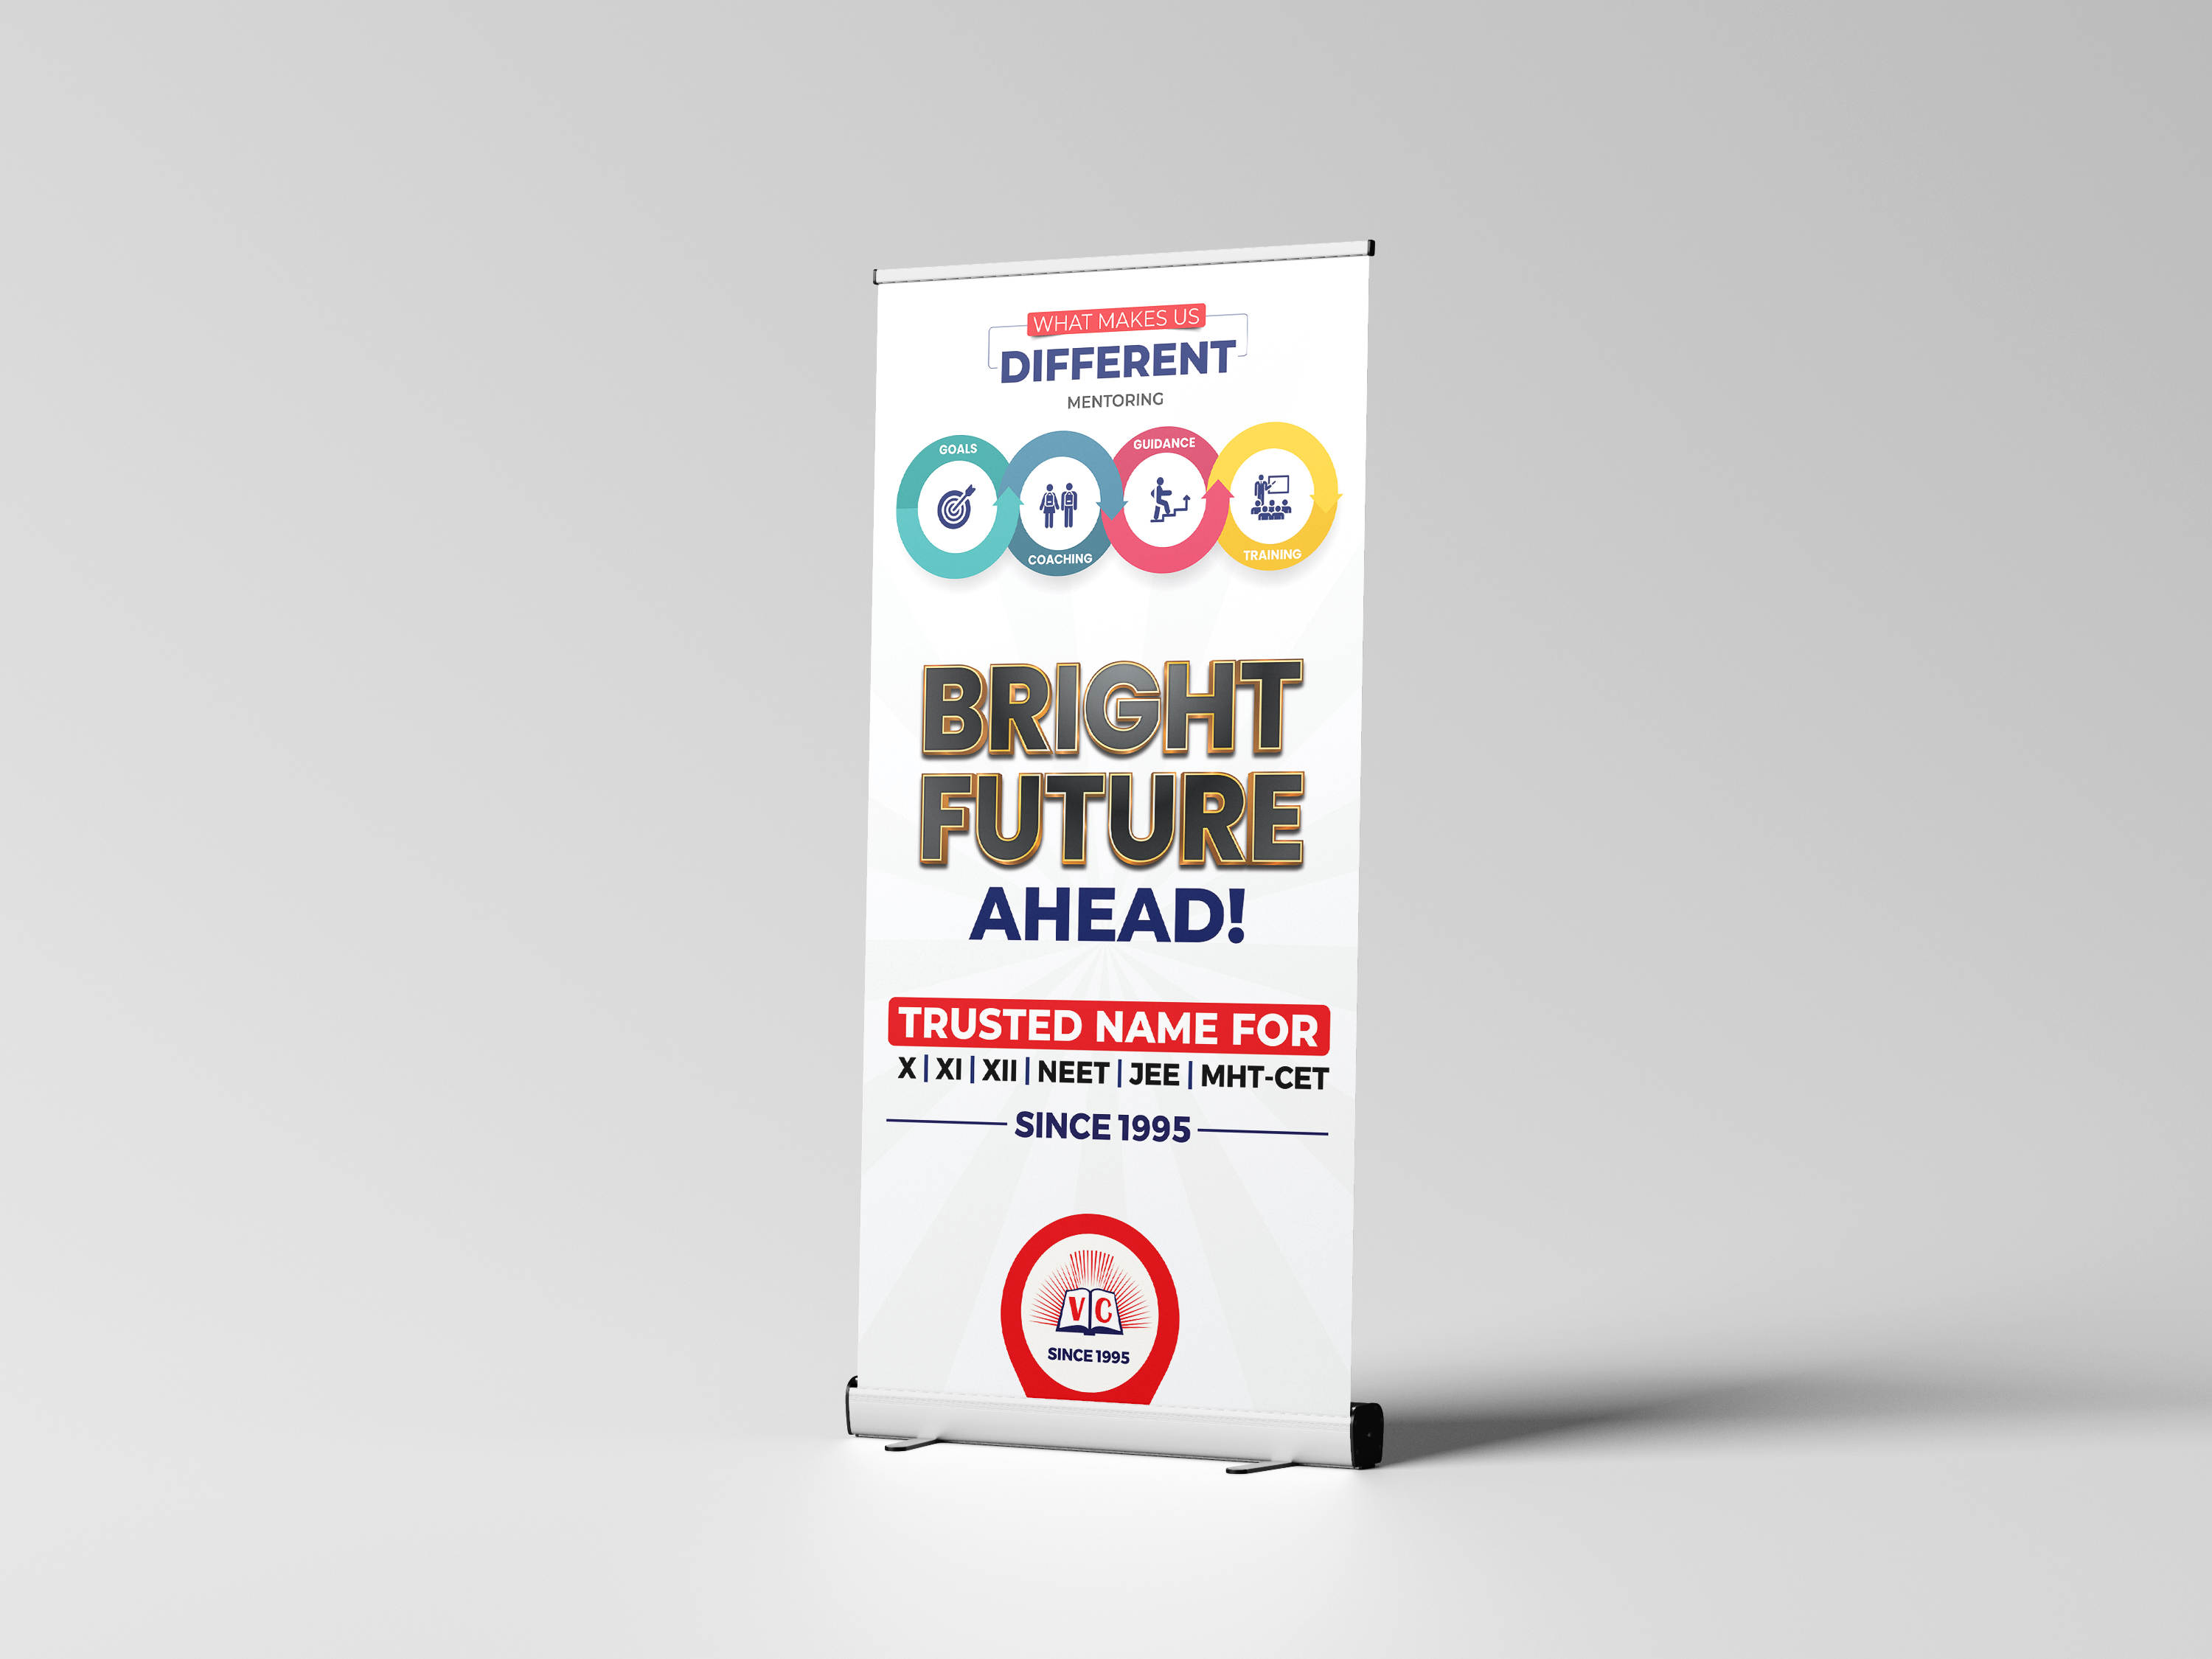 WHAT MAKES US
DIFFERENT
MENTORING
GOALS
COACHING
GUIDANCE
TRAINING
BRIGHT
FUTURE
AHEAD!
TRUSTED NAME FOR
X | XI | XII | NEET | JEE | MHT-CET
SINCE 1995
V C
SINCE 1995